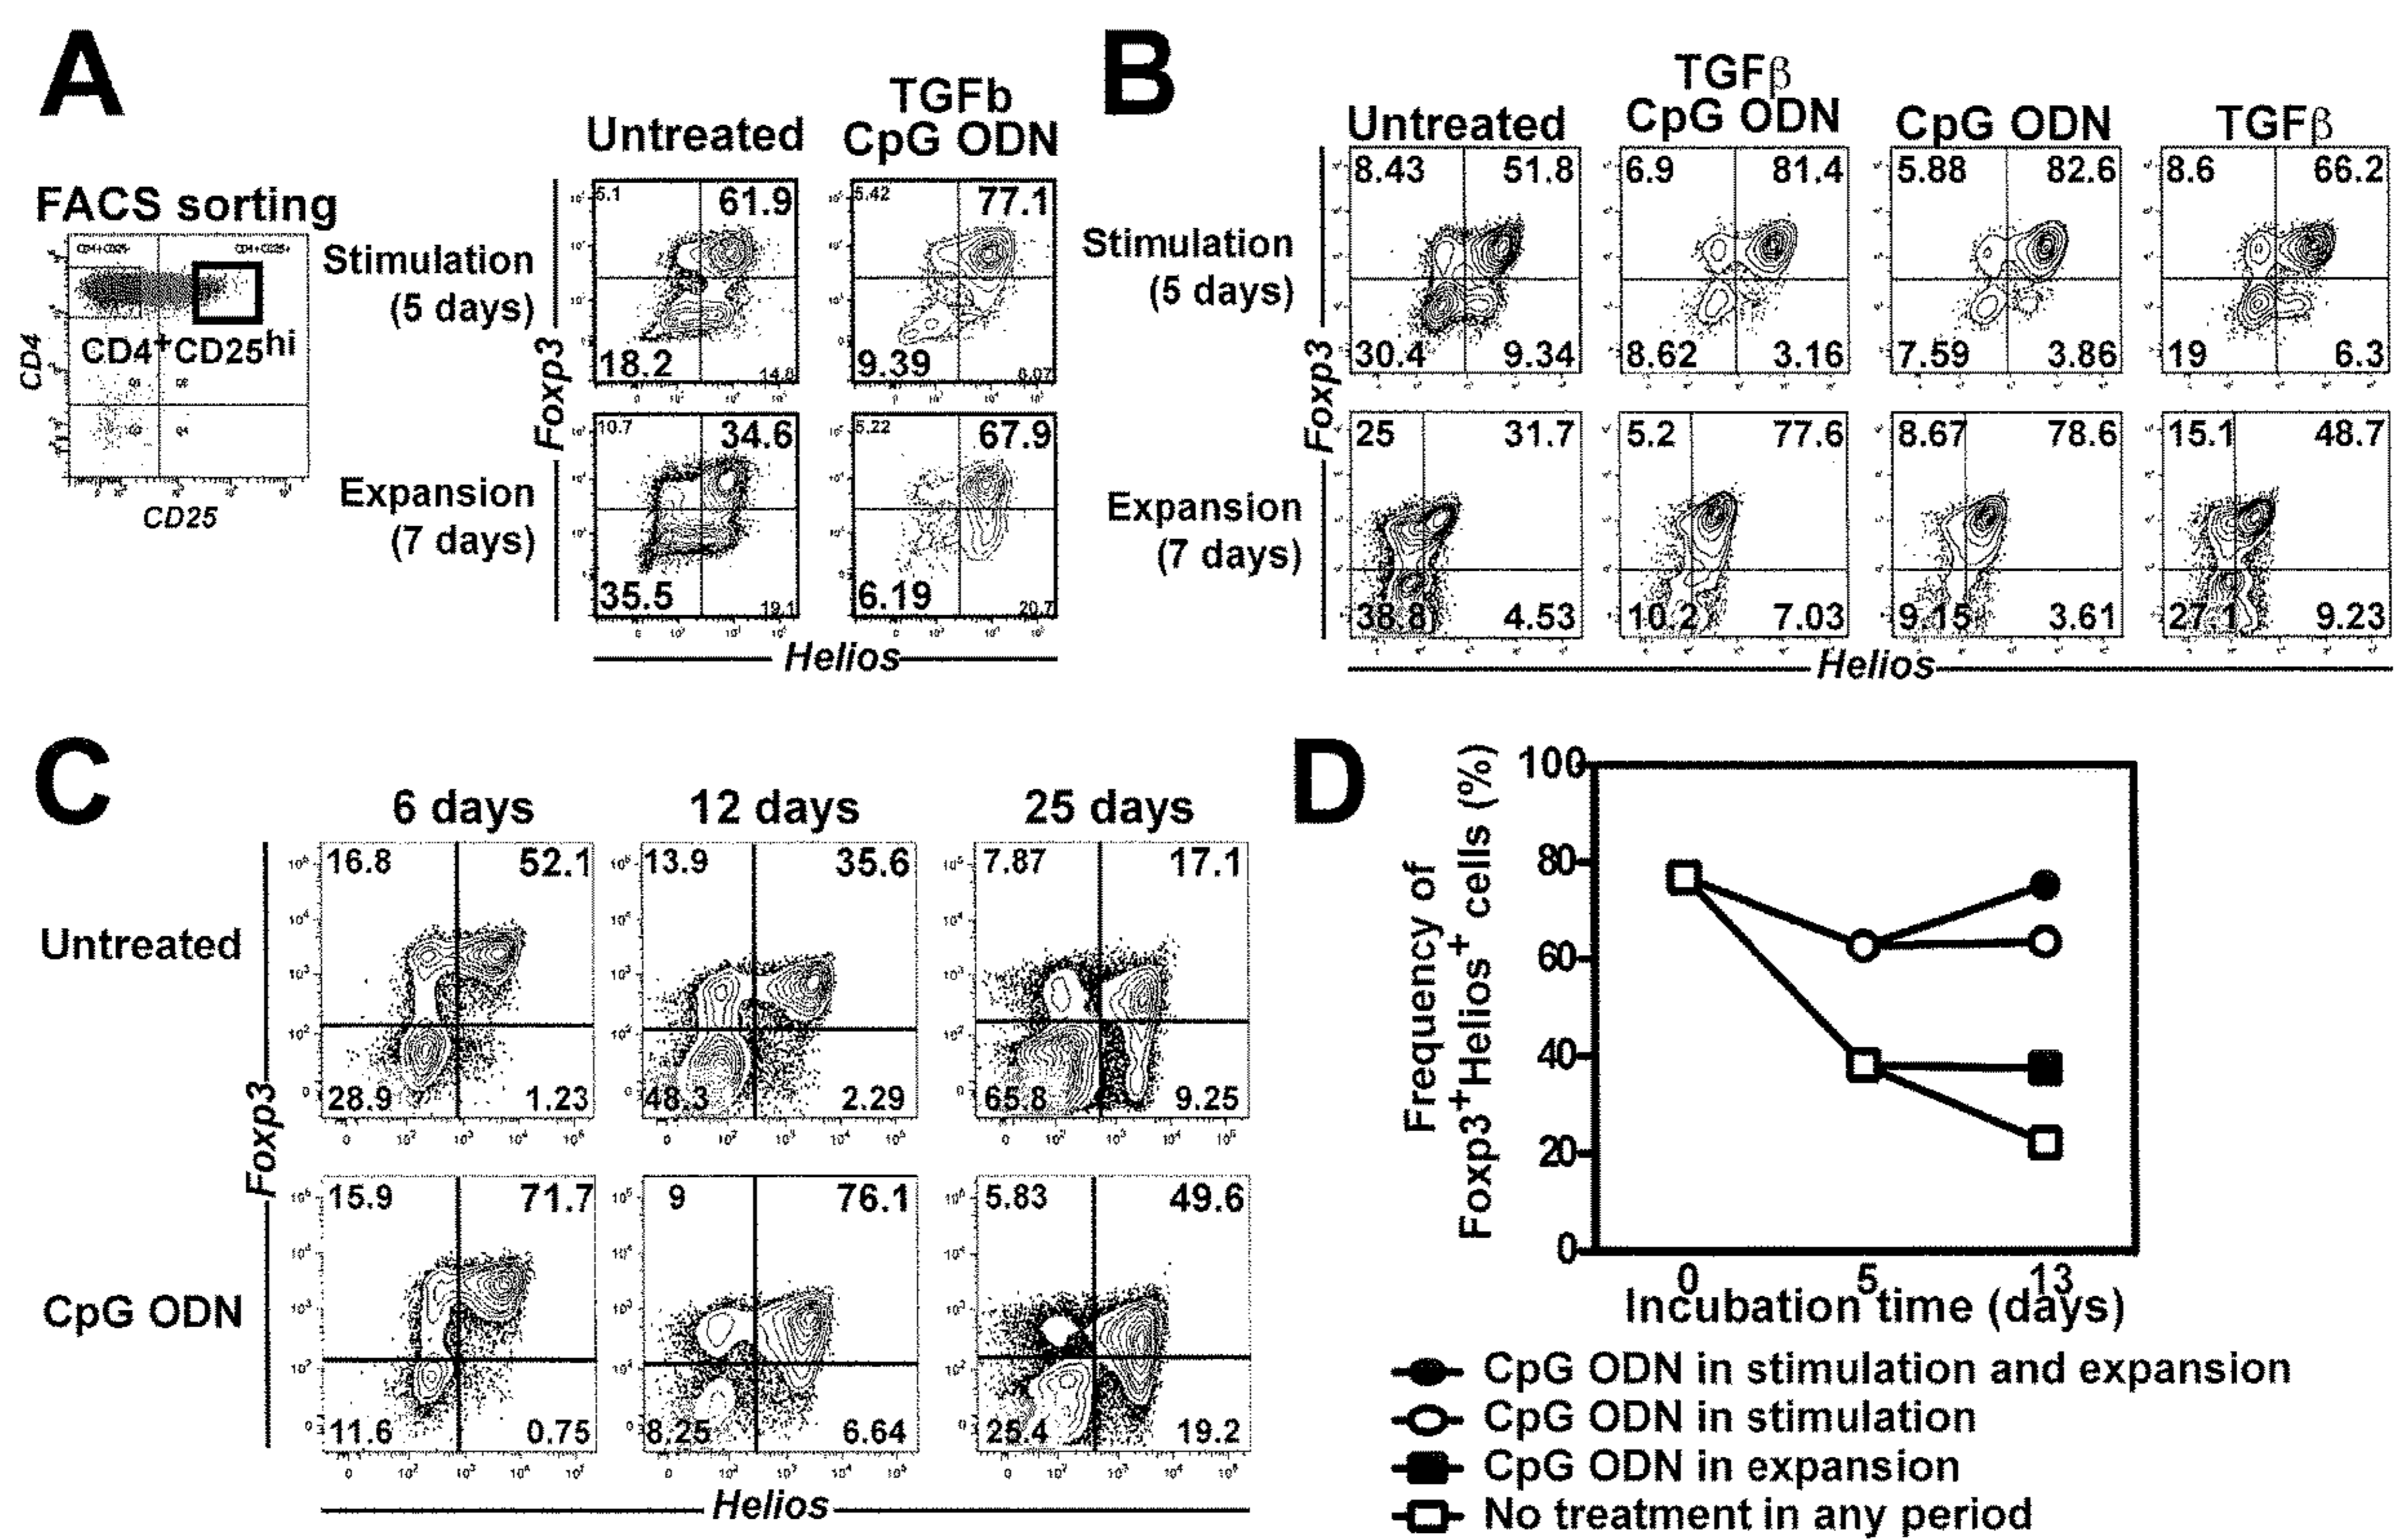 A
FACS sorting
CD4+CD25-
CD4+CD25+
CD4+CD25hi
Q1
Q2
Q3
Q4
CD4
CD25
Untreated
TGFb
CpG ODN
Stimulation
(5 days)
5.1
61.9
18.2
14.8
5.42
77.1
9.39
8.07
Foxp3
Expansion
(7 days)
10.7
34.6
35.5
19.1
5.22
67.9
6.19
20.7
Helios
B
Untreated
TGFβ
CpG ODN
CpG ODN
TGFβ
Stimulation
(5 days)
8.43
51.8
30.4
9.34
6.9
81.4
8.62
3.16
5.88
82.6
7.59
3.86
8.6
66.2
19
6.3
Foxp3
Expansion
(7 days)
25
31.7
38.8
4.53
5.2
77.6
10.2
7.03
8.67
78.6
9.15
3.61
15.1
48.7
27.1
9.23
Helios
C
6 days
12 days
25 days
Untreated
16.8
52.1
28.9
1.23
13.9
35.6
48.3
2.29
7.87
17.1
65.8
9.25
Foxp3
CpG ODN
15.9
71.7
11.6
0.75
9
76.1
8.25
6.64
5.83
49.6
25.4
19.2
Helios
D
Frequency of
Foxp3+Helios+ cells (%)
100
80
60
40
20
0
0
5
13
Incubation time (days)
CpG ODN in stimulation and expansion
CpG ODN in stimulation
CpG ODN in expansion
No treatment in any period